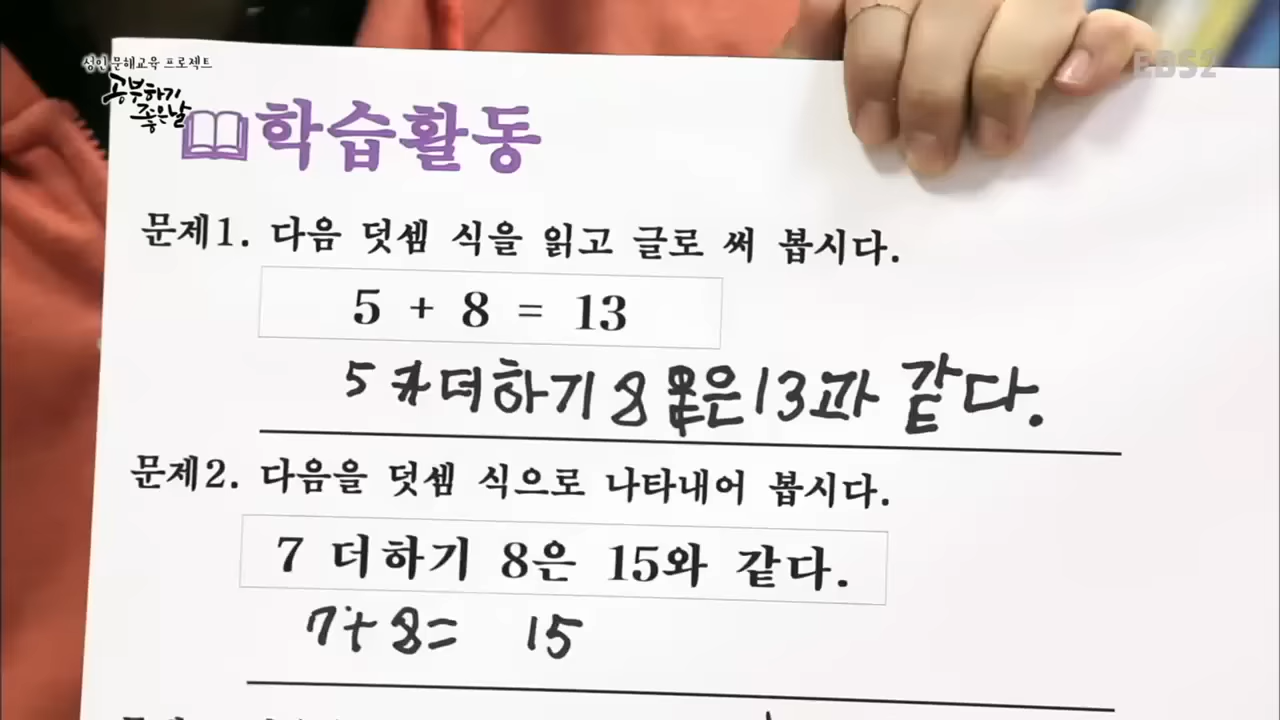 성인 문해교육 프로젝트
공부하기
좋은날
EBS2
학습활동
문제1. 다음 덧셈 식을 읽고 글로 써 봅시다.
5 + 8 = 13
5 더하기 8은 13과 같다.
문제2. 다음을 덧셈 식으로 나타내어 봅시다.
7 더하기 8은 15와 같다.
7+8= 15